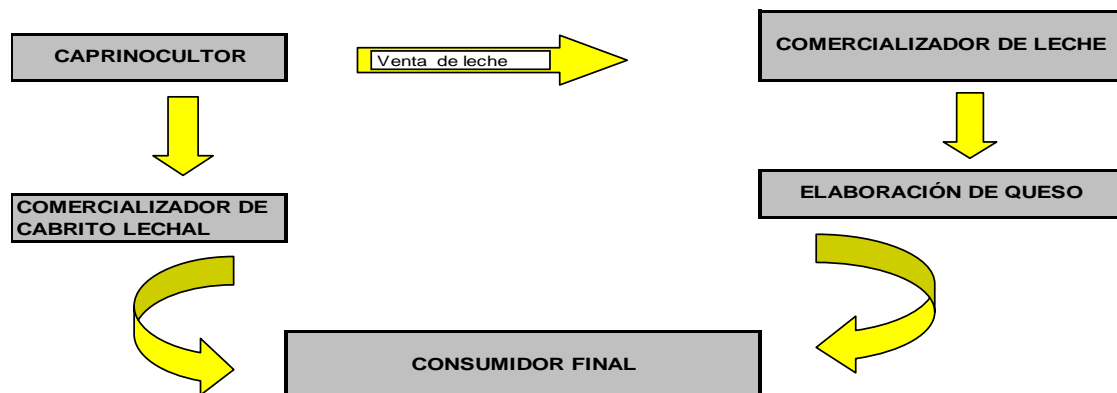 CAPRINOCULTOR
Venta de leche
COMERCIALIZADOR DE LECHE
COMERCIALIZADOR DE
CABRITO LECHAL
ELABORACIÓN DE QUESO
CONSUMIDOR FINAL